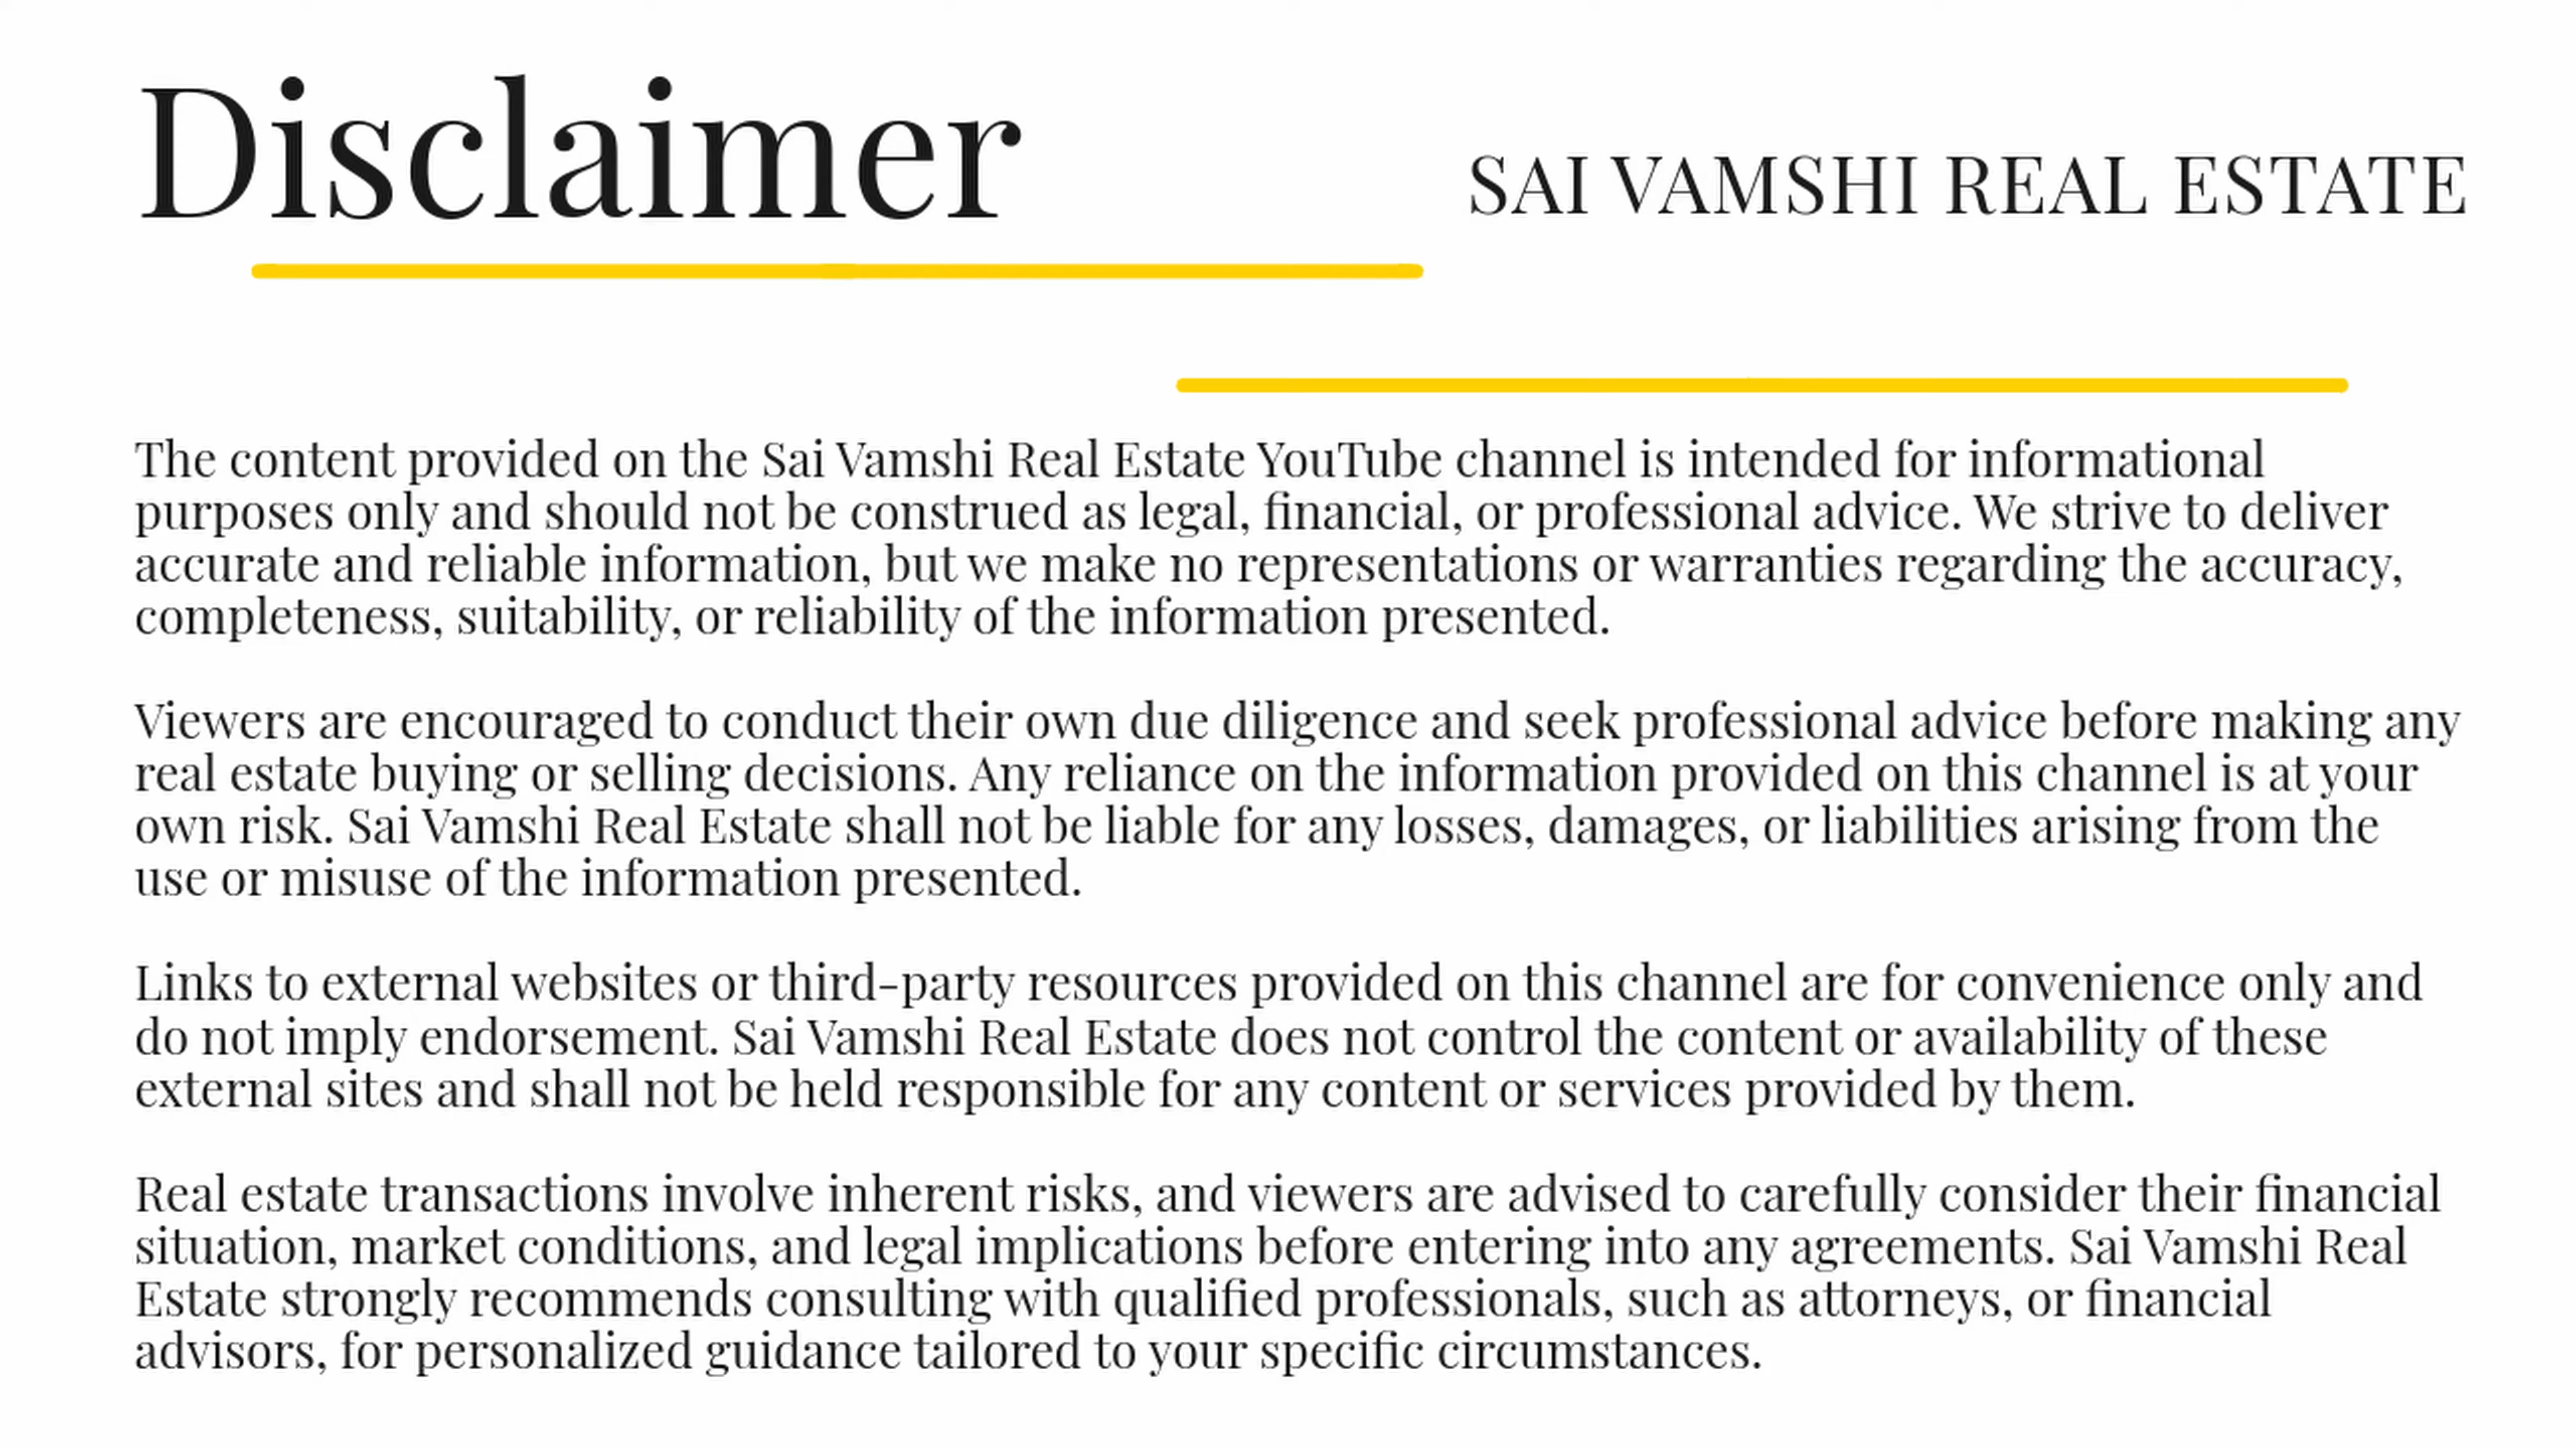 Disclaimer
SAI VAMSHI REAL ESTATE
The content provided on the Sai Vamshi Real Estate YouTube channel is intended for informational
purposes only and should not be construed as legal, financial, or professional advice. We strive to deliver
accurate and reliable information, but we make no representations or warranties regarding the accuracy,
completeness, suitability, or reliability of the information presented.
Viewers are encouraged to conduct their own due diligence and seek professional advice before making any
real estate buying or selling decisions. Any reliance on the information provided on this channel is at your
own risk. Sai Vamshi Real Estate shall not be liable for any losses, damages, or liabilities arising from the
use or misuse of the information presented.
Links to external websites or third-party resources provided on this channel are for convenience only and
do not imply endorsement. Sai Vamshi Real Estate does not control the content or availability of these
external sites and shall not be held responsible for any content or services provided by them.
Real estate transactions involve inherent risks, and viewers are advised to carefully consider their financial
situation, market conditions, and legal implications before entering into any agreements. Sai Vamshi Real
Estate strongly recommends consulting with qualified professionals, such as attorneys, or financial
advisors, for personalized guidance tailored to your specific circumstances.